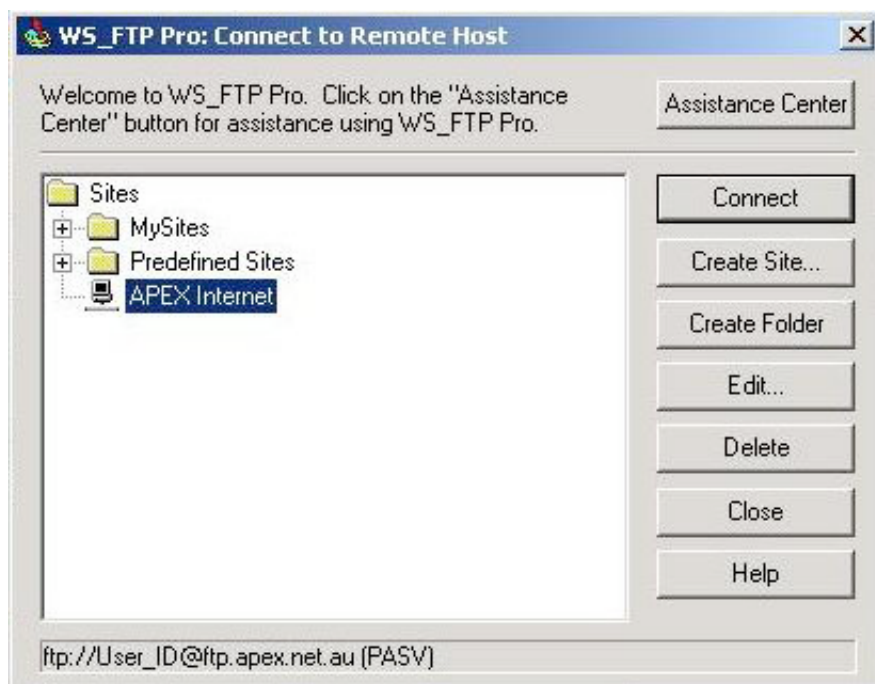 WS_FTP Pro: Connect to Remote Host
Welcome to WS_FTP Pro. Click on the "Assistance
Center" button for assistance using WS_FTP Pro.
Assistance Center
Sites
MySites
Predefined Sites
APEX Internet
Connect
Create Site...
Create Folder
Edit...
Delete
Close
Help
ftp://User_ID@ftp.apex.net.au (PASV)